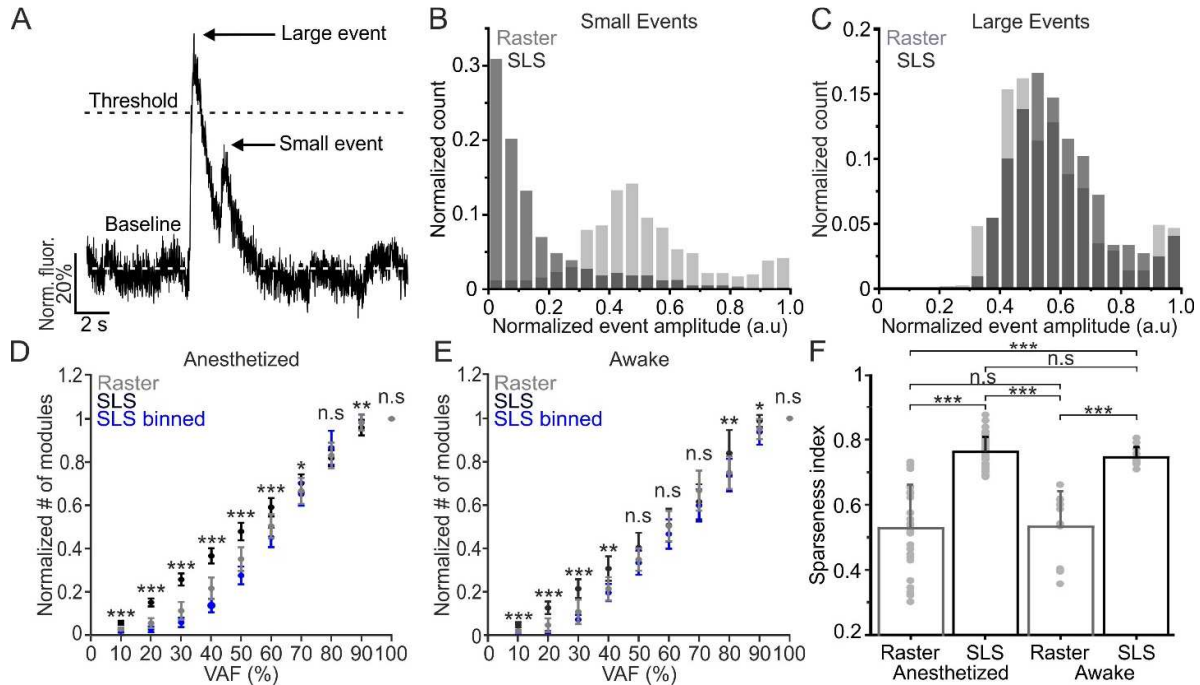 A
Large event
Threshold
Small event
Baseline
Norm. fluor.
20%
2 s
B
Small Events
Raster
SLS
Normalized count
0.3
0.2
0.1
0
0 0.2 0.4 0.6 0.8 1.0
Normalized event amplitude (a.u)
C
Large Events
Raster
SLS
Normalized count
0.2
0.15
0.1
0.05
0
0 0.2 0.4 0.6 0.8 1.0
Normalized event amplitude (a.u)
D
Anesthetized
Raster
SLS
SLS binned
Normalized # of modules
1.2
1
0.8
0.6
0.4
0.2
0
*** *** *** *** *** *** * n.s ** n.s
0 10 20 30 40 50 60 70 80 90 100
VAF (%)
E
Awake
Raster
SLS
SLS binned
Normalized # of modules
1.2
1
0.8
0.6
0.4
0.2
0
*** *** *** ** n.s n.s n.s ** * n.s
0 10 20 30 40 50 60 70 80 90 100
VAF (%)
F
***
n.s
n.s
*** *** ***
Sparseness index
1
0.8
0.6
0.4
0.2
Raster SLS Raster SLS
Anesthetized Awake